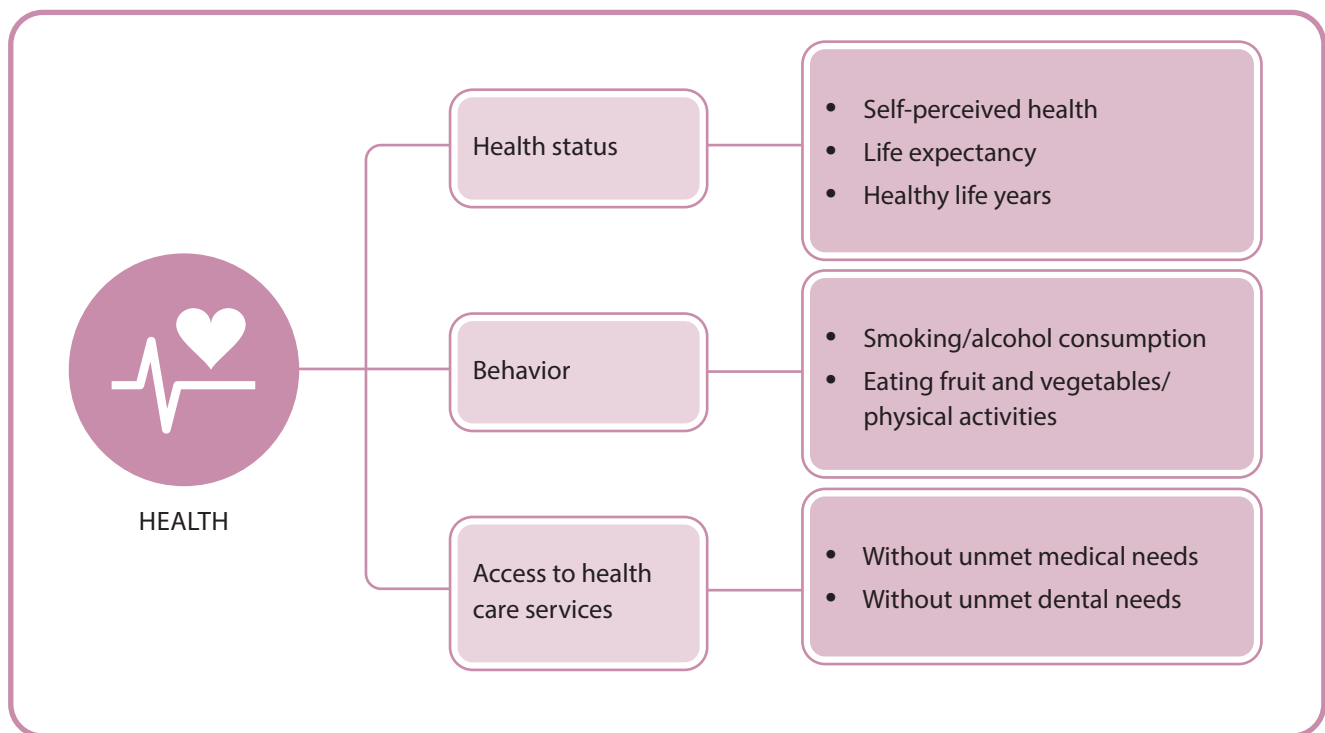 HEALTH
Health status
• Self-perceived health
• Life expectancy
• Healthy life years
Behavior
• Smoking/alcohol consumption
• Eating fruit and vegetables/
physical activities
Access to health
care services
• Without unmet medical needs
• Without unmet dental needs